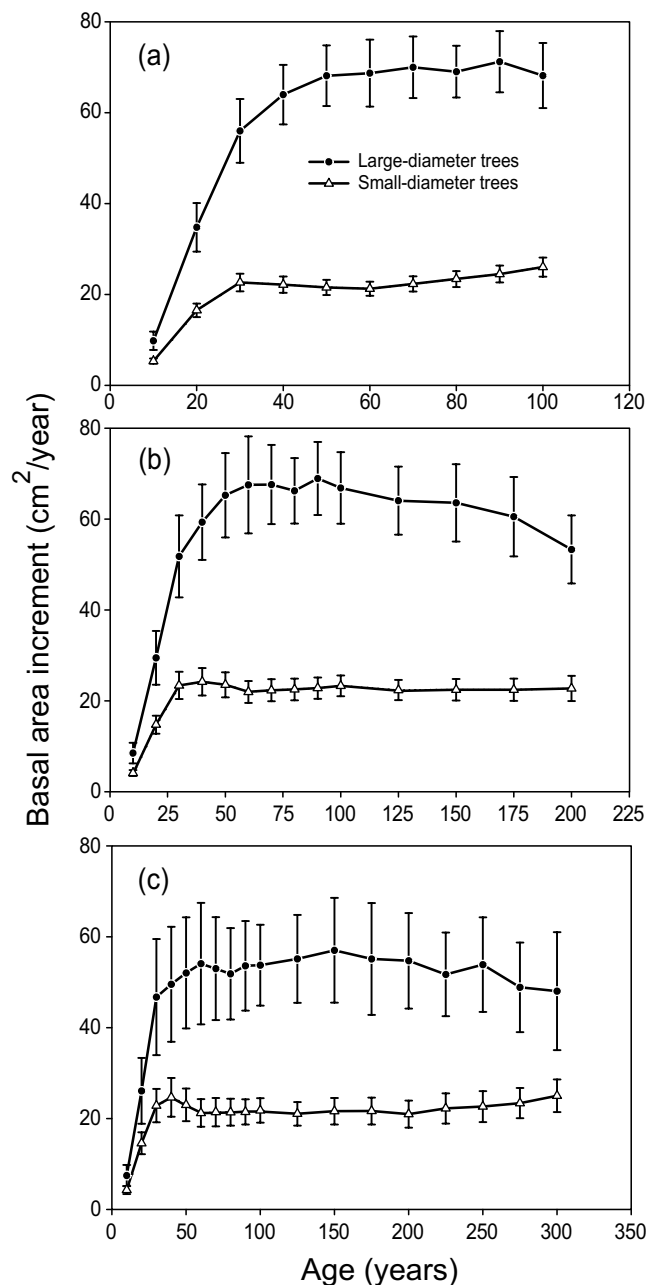 80
(a)
60
Large-diameter trees
Small-diameter trees
40
20
0
0 20 40 60 80 100 120
80
(b)
60
40
20
0
0 25 50 75 100 125 150 175 200 225
80
(c)
60
40
20
0
0 50 100 150 200 250 300 350
Basal area increment (cm²/year)
Age (years)